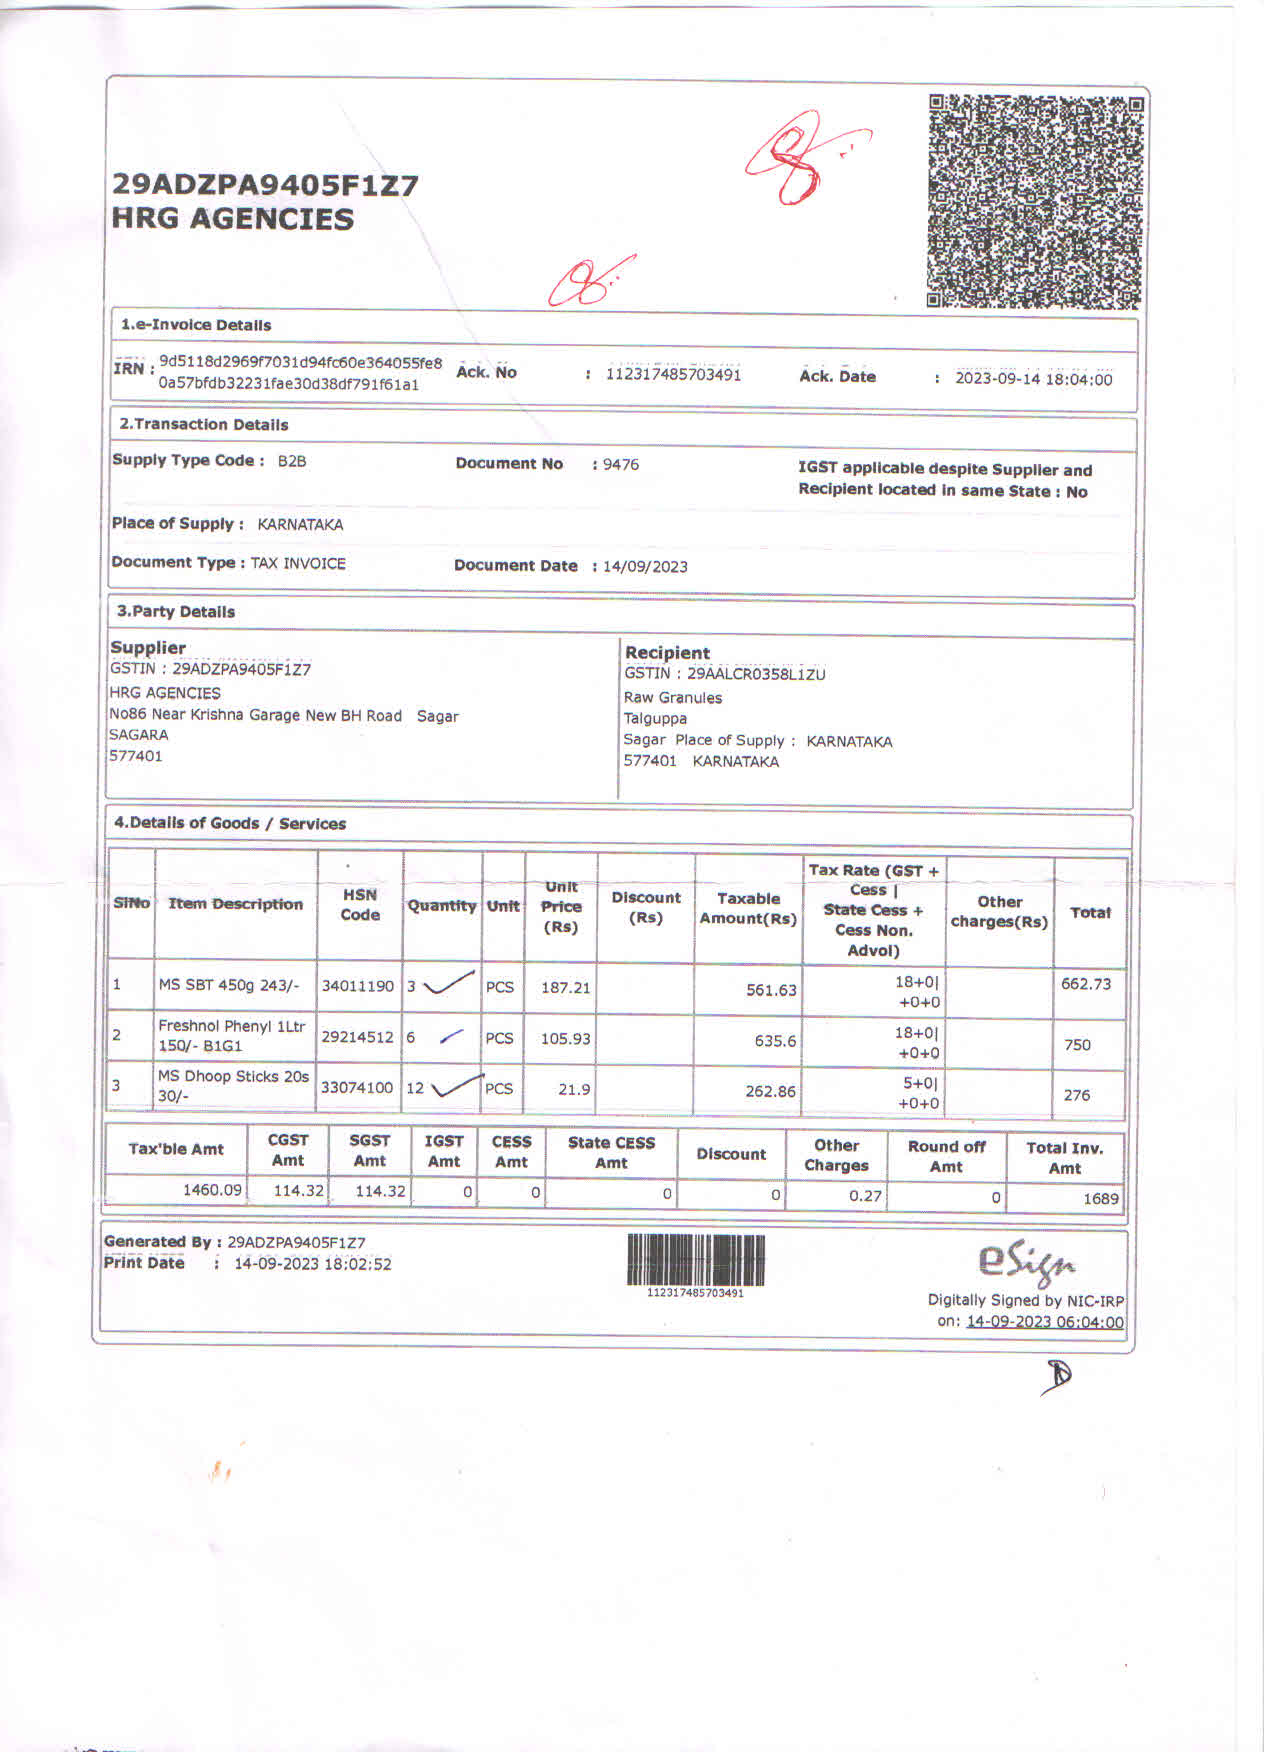 29ADZPA9405F1Z7
HRG AGENCIES
1.e-Invoice Details
IRN : 9d5118d2969f7031d94fc60e364055fe8 Ack. No : 112317485703491 Ack. Date : 2023-09-14 18:04:00
0a57bfdb32231fae30d38df791f61a1
2.Transaction Details
Supply Type Code : B2B Document No : 9476 IGST applicable despite Supplier and
Recipient located in same State : No
Place of Supply : KARNATAKA
Document Type : TAX INVOICE Document Date : 14/09/2023
3.Party Details
Supplier
GSTIN : 29ADZPA9405F1Z7
HRG AGENCIES
No86 Near Krishna Garage New BH Road Sagar
SAGARA
577401
Recipient
GSTIN : 29AALCR0358L1ZU
Raw Granules
Talguppa
Sagar Place of Supply : KARNATAKA
577401 KARNATAKA
4.Details of Goods / Services
SlNo Item Description HSN Code Quantity Unit Unit Price (Rs) Discount (Rs) Taxable Amount(Rs) Tax Rate (GST + Cess | State Cess + Cess Non. Advol) Other charges(Rs) Total
1 MS SBT 450g 243/- 34011190 3 PCS 187.21 561.63 18+0| +0+0 662.73
2 Freshnol Phenyl 1Ltr 150/- B1G1 29214512 6 PCS 105.93 635.6 18+0| +0+0 750
3 MS Dhoop Sticks 20s 30/- 33074100 12 PCS 21.9 262.86 5+0| +0+0 276
Tax'ble Amt CGST Amt SGST Amt IGST Amt CESS Amt State CESS Amt Discount Other Charges Round off Amt Total Inv. Amt
1460.09 114.32 114.32 0 0 0 0 0.27 0 1689
Generated By : 29ADZPA9405F1Z7
Print Date : 14-09-2023 18:02:52
112317485703491
eSign
Digitally Signed by NIC-IRP
on: 14-09-2023 06:04:00